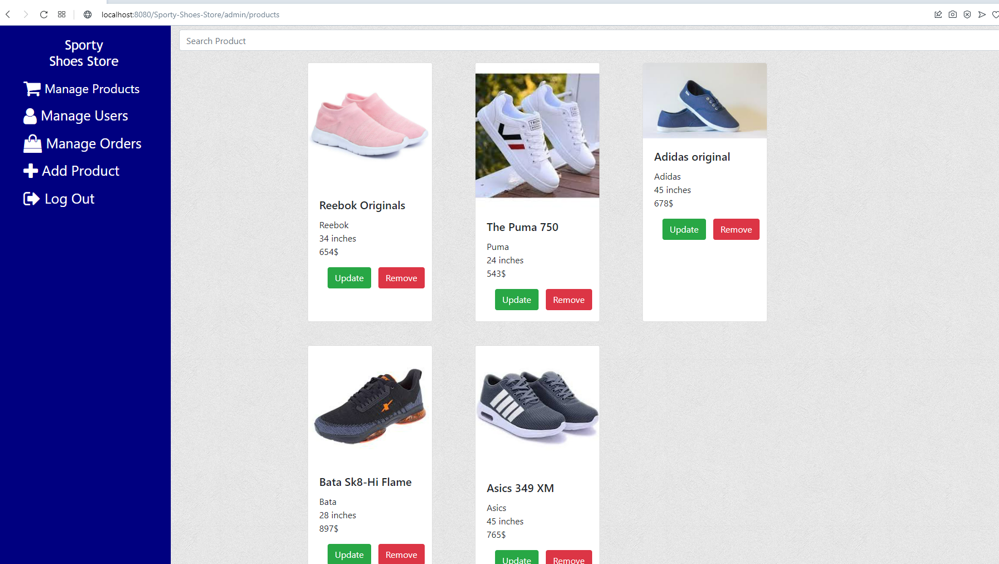 localhost:8080/Sporty-Shoes-Store/admin/products
Sporty
Shoes Store
Manage Products
Manage Users
Manage Orders
Add Product
Log Out
Search Product
Reebok Originals
Reebok
34 inches
654$
Update Remove
The Puma 750
Puma
24 inches
543$
Update Remove
Adidas original
Adidas
45 inches
678$
Update Remove
Bata Sk8-Hi Flame
Bata
28 inches
897$
Update Remove
Asics 349 XM
Asics
45 inches
765$
Update Remove